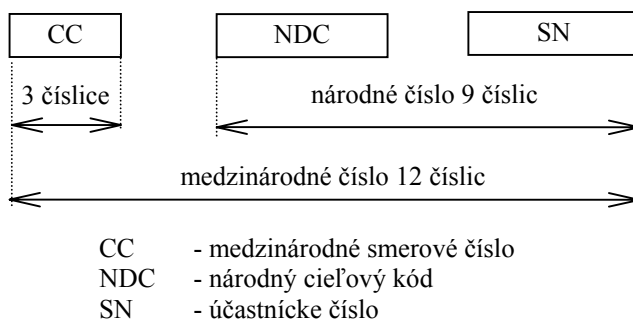 CC NDC SN
3 číslice národné číslo 9 číslic
medzinárodné číslo 12 číslic
CC - medzinárodné smerové číslo
NDC - národný cieľový kód
SN - účastnícke číslo